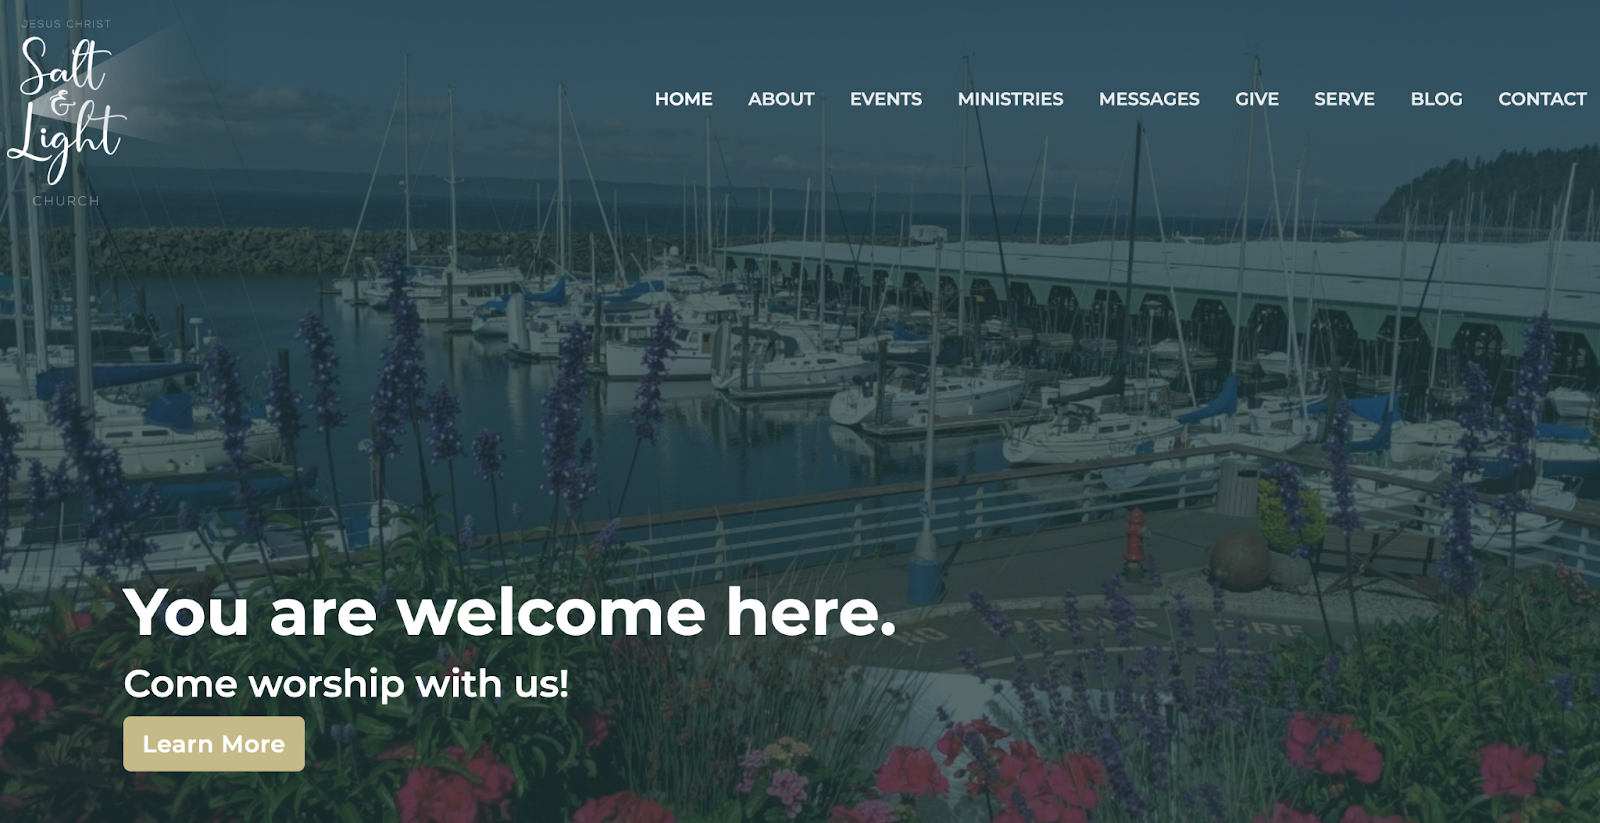 JESUS CHRIST
Salt
&
Light
CHURCH
HOME ABOUT EVENTS MINISTRIES MESSAGES GIVE SERVE BLOG CONTACT
You are welcome here.
Come worship with us!
Learn More
FIRE